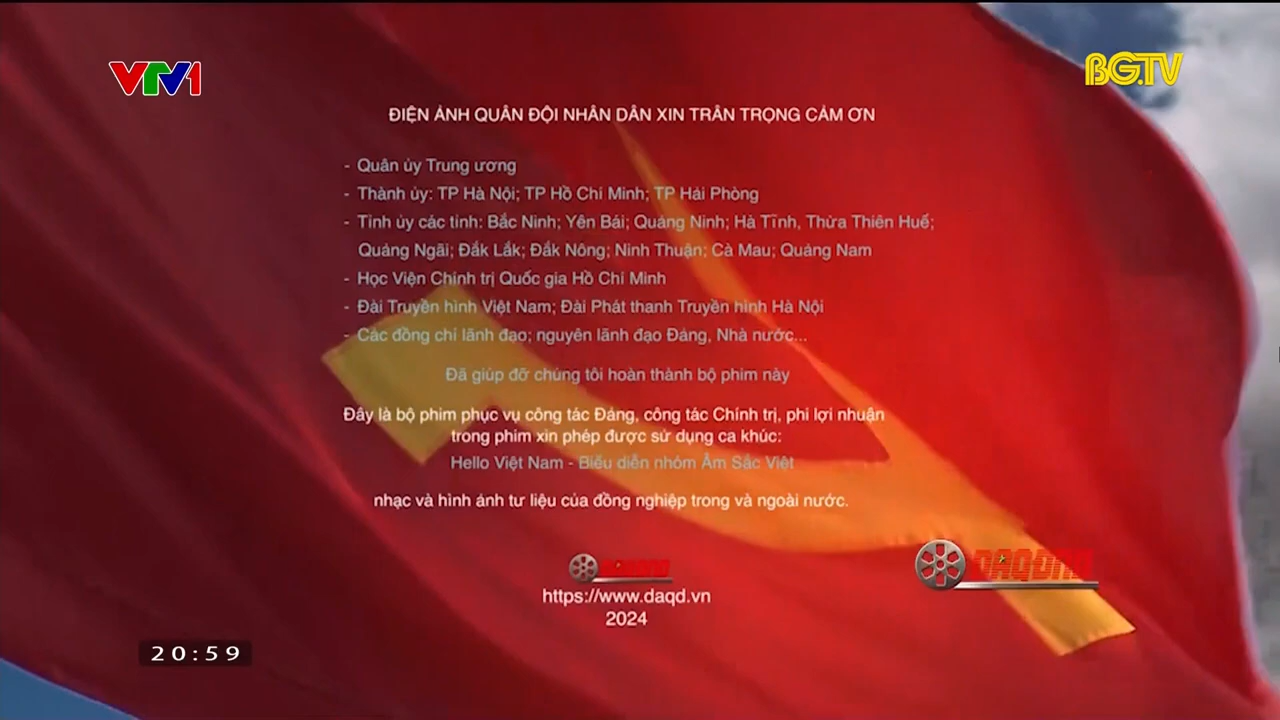 VTV1
BGTV
ĐIỆN ẢNH QUÂN ĐỘI NHÂN DÂN XIN TRÂN TRỌNG CẢM ƠN
- Quân ủy Trung ương
- Thành ủy: TP Hà Nội; TP Hồ Chí Minh; TP Hải Phòng
- Tỉnh ủy các tỉnh: Bắc Ninh; Yên Bái; Quảng Ninh; Hà Tĩnh, Thừa Thiên Huế;
Quảng Ngãi; Đắk Lắk; Đắk Nông; Ninh Thuận; Cà Mau; Quảng Nam
- Học Viện Chính trị Quốc gia Hồ Chí Minh
- Đài Truyền hình Việt Nam; Đài Phát thanh Truyền hình Hà Nội
- Các đồng chí lãnh đạo; nguyên lãnh đạo Đảng, Nhà nước...
Đã giúp đỡ chúng tôi hoàn thành bộ phim này
Đây là bộ phim phục vụ công tác Đảng, công tác Chính trị, phi lợi nhuận
trong phim xin phép được sử dụng ca khúc:
Hello Việt Nam - Biểu diễn nhóm Âm Sắc Việt
nhạc và hình ảnh tư liệu của đồng nghiệp trong và ngoài nước.
https://www.daqd.vn
2024
20:59